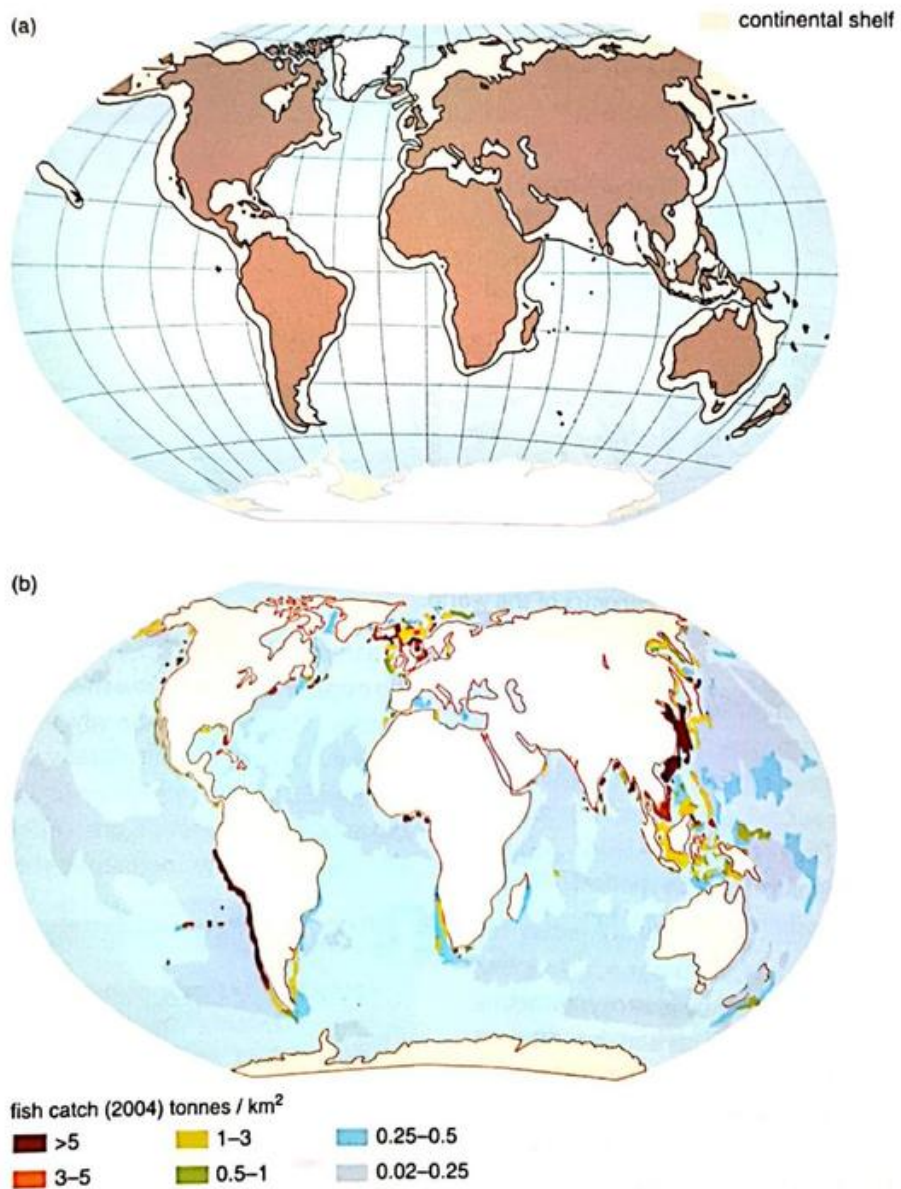 (a)
continental shelf
(b)
fish catch (2004) tonnes / km²
>5
1–3
0.25–0.5
3–5
0.5–1
0.02–0.25